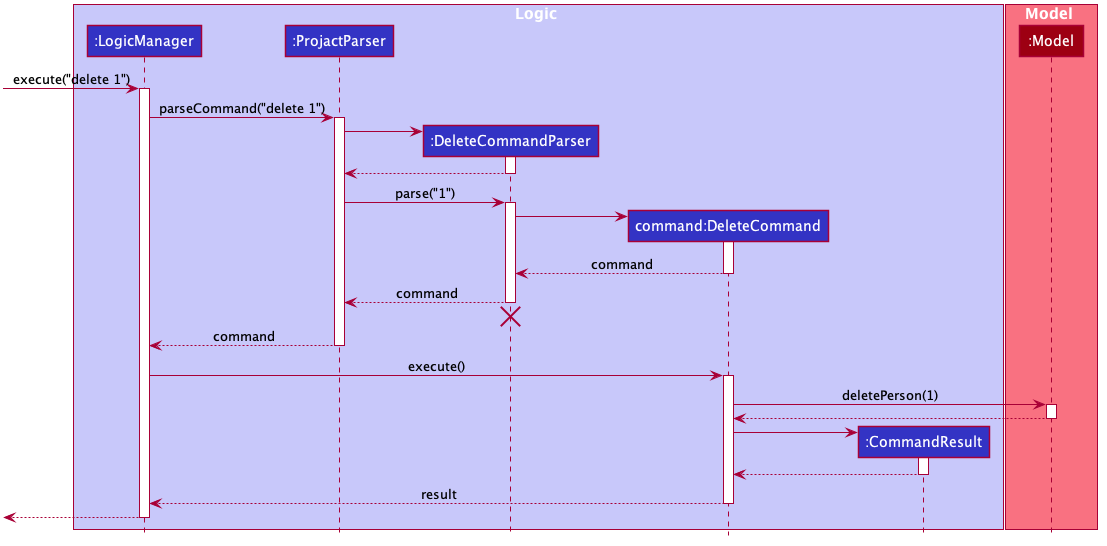 Logic
Model
:LogicManager
:ProjactParser
:Model
execute("delete 1")
parseCommand("delete 1")
:DeleteCommandParser
parse("1")
command:DeleteCommand
command
command
command
execute()
deletePerson(1)
:CommandResult
result